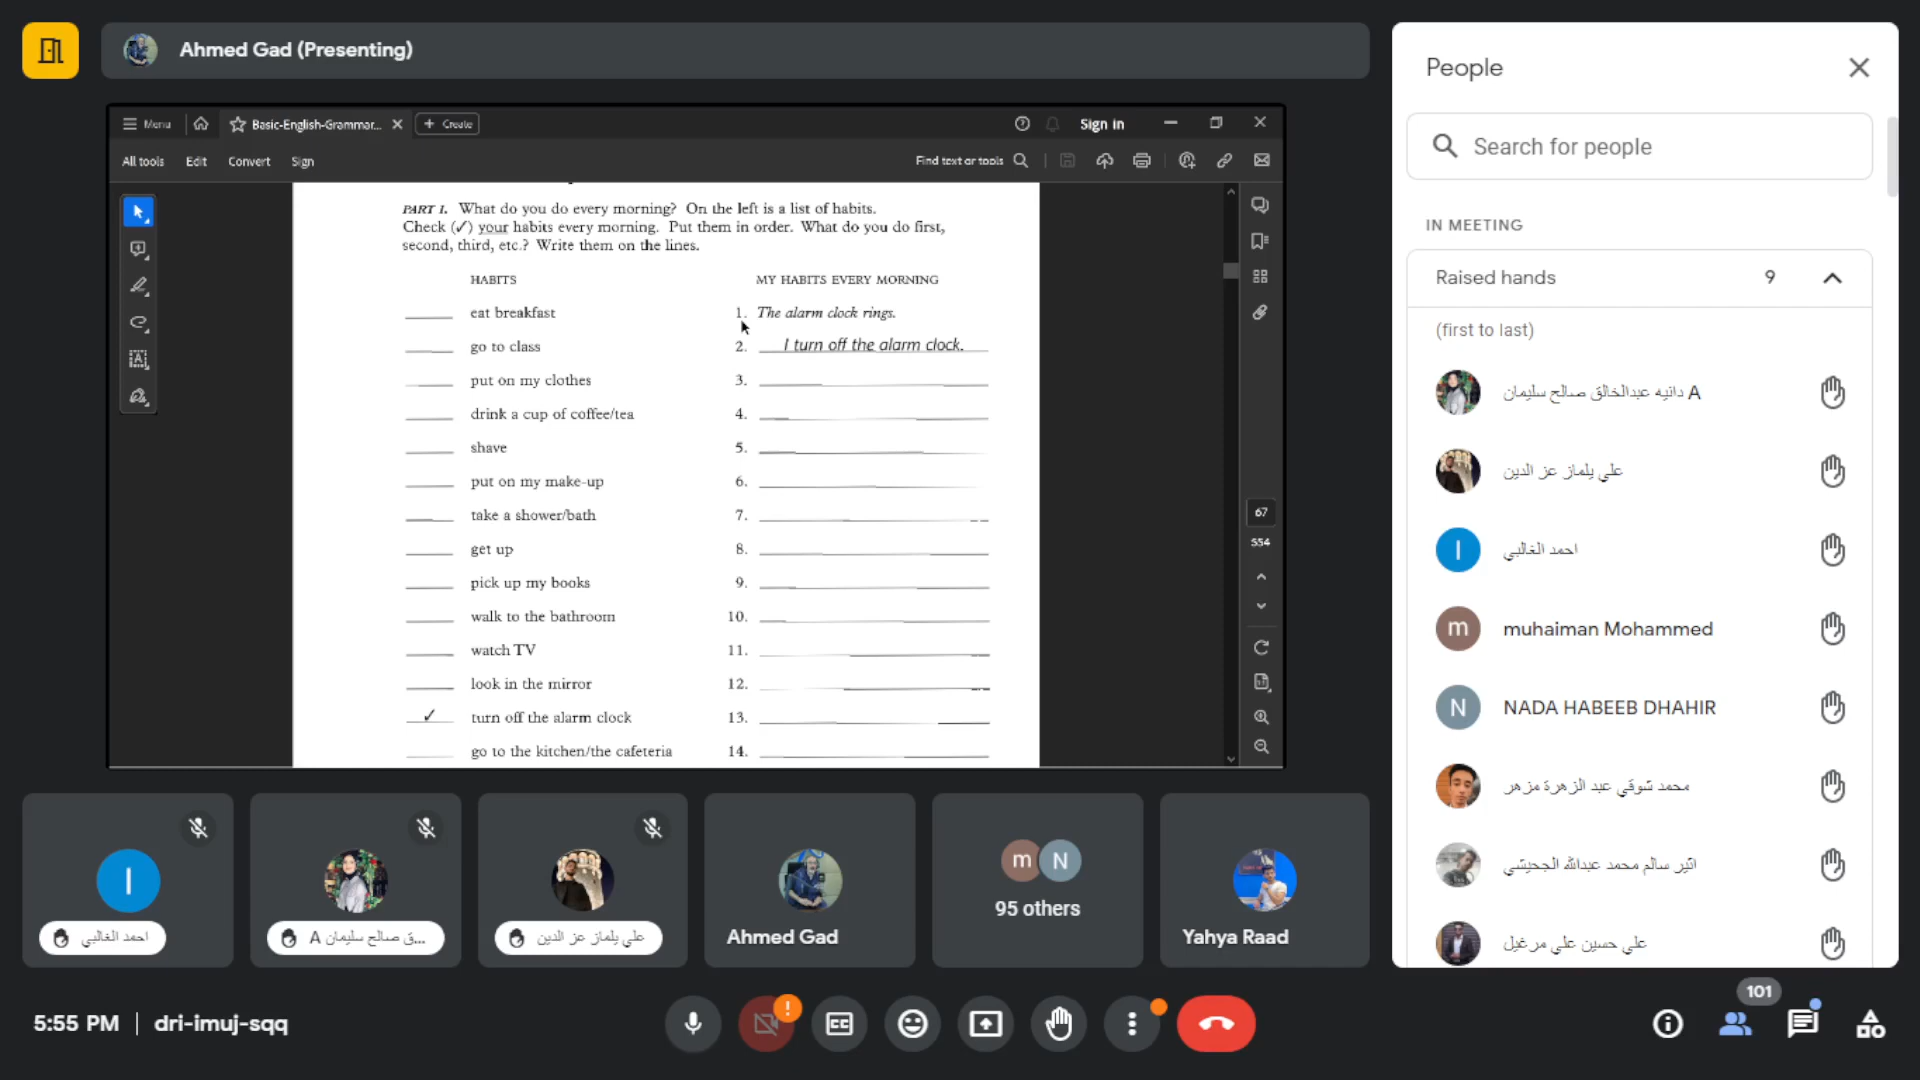 Ahmed Gad (Presenting)
Menu
Basic-English-Grammar...
Create
Sign in
All tools
Edit
Convert
Sign
Find text or tools
PART I. What do you do every morning? On the left is a list of habits.
Check (✓) your habits every morning. Put them in order. What do you do first,
second, third, etc.? Write them on the lines.
HABITS
MY HABITS EVERY MORNING
eat breakfast
1. The alarm clock rings.
go to class
2. I turn off the alarm clock.
put on my clothes
3.
drink a cup of coffee/tea
4.
shave
5.
put on my make-up
6.
take a shower/bath
7.
get up
8.
pick up my books
9.
walk to the bathroom
10.
watch TV
11.
look in the mirror
12.
✓ turn off the alarm clock
13.
go to the kitchen/the cafeteria
14.
67
554
People
Search for people
IN MEETING
Raised hands 9
(first to last)
A دانيه عبدالخالق صالح سليمان
علي يلماز عز الدين
I احمد الغالبي
m muhaiman Mohammed
N NADA HABEEB DHAHIR
محمد شوقي عبد الزهرة مزهر
اثير سالم محمد عبدالله الجحيشي
علي حسين علي مرعيل
I
احمد الغالبي
A ق صالح سليمان...
علي يلماز عز الدين
Ahmed Gad
m N
95 others
Yahya Raad
5:55 PM | dri-imuj-sqq
101